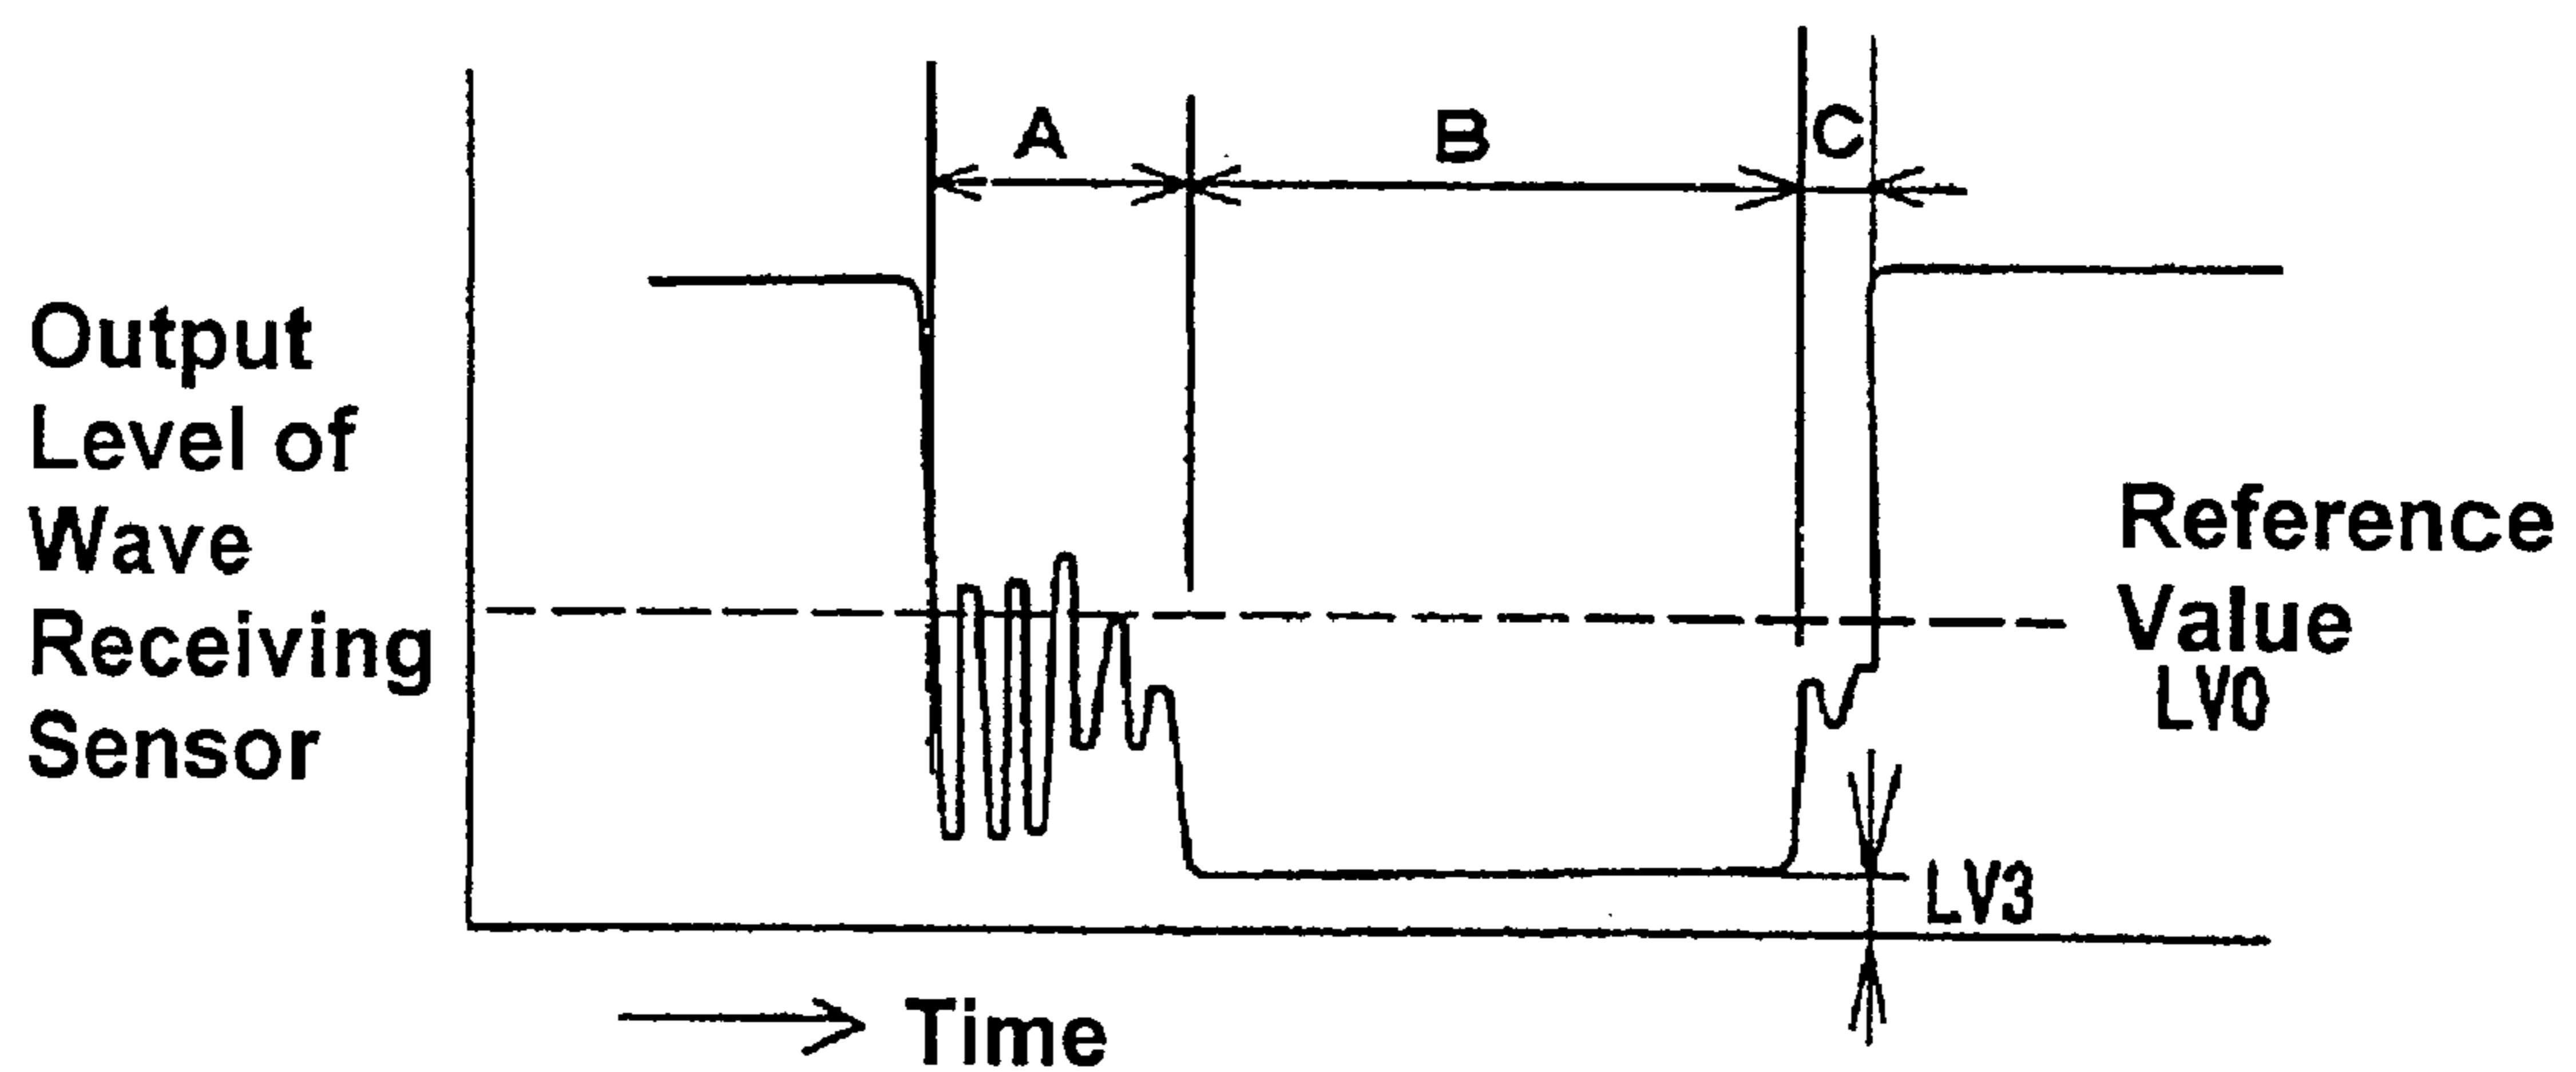 A
B
C
Output
Level of
Wave
Receiving
Sensor
Reference
Value
LV0
LV3
Time